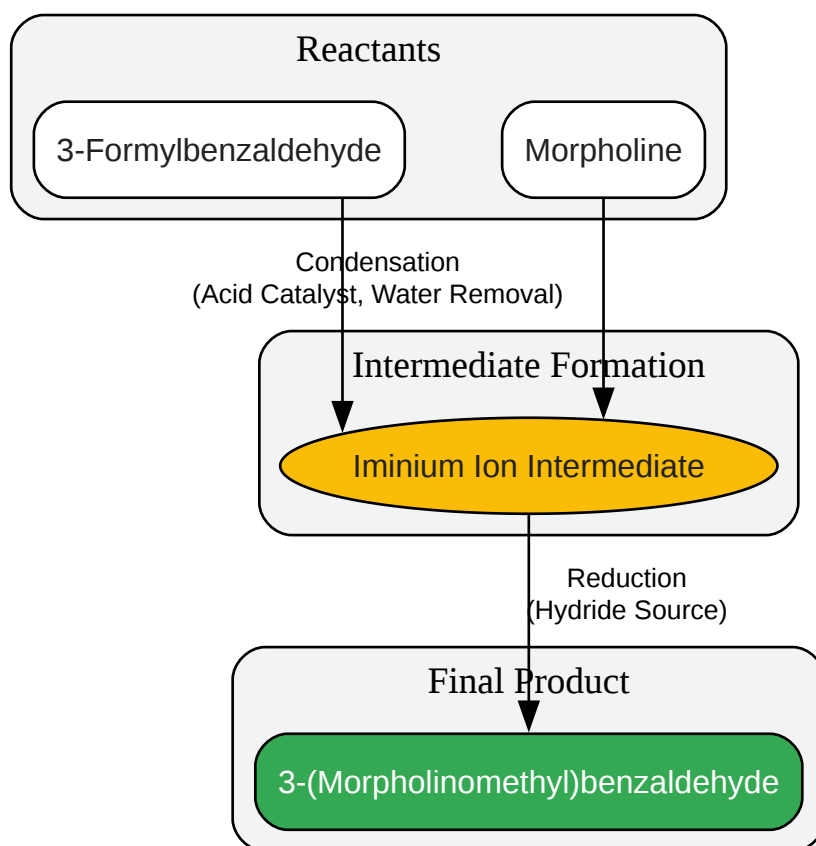 Reactants
3-Formylbenzaldehyde
Morpholine
Condensation
(Acid Catalyst, Water Removal)
Intermediate Formation
Iminium Ion Intermediate
Reduction
(Hydride Source)
Final Product
3-(Morpholinomethyl)benzaldehyde